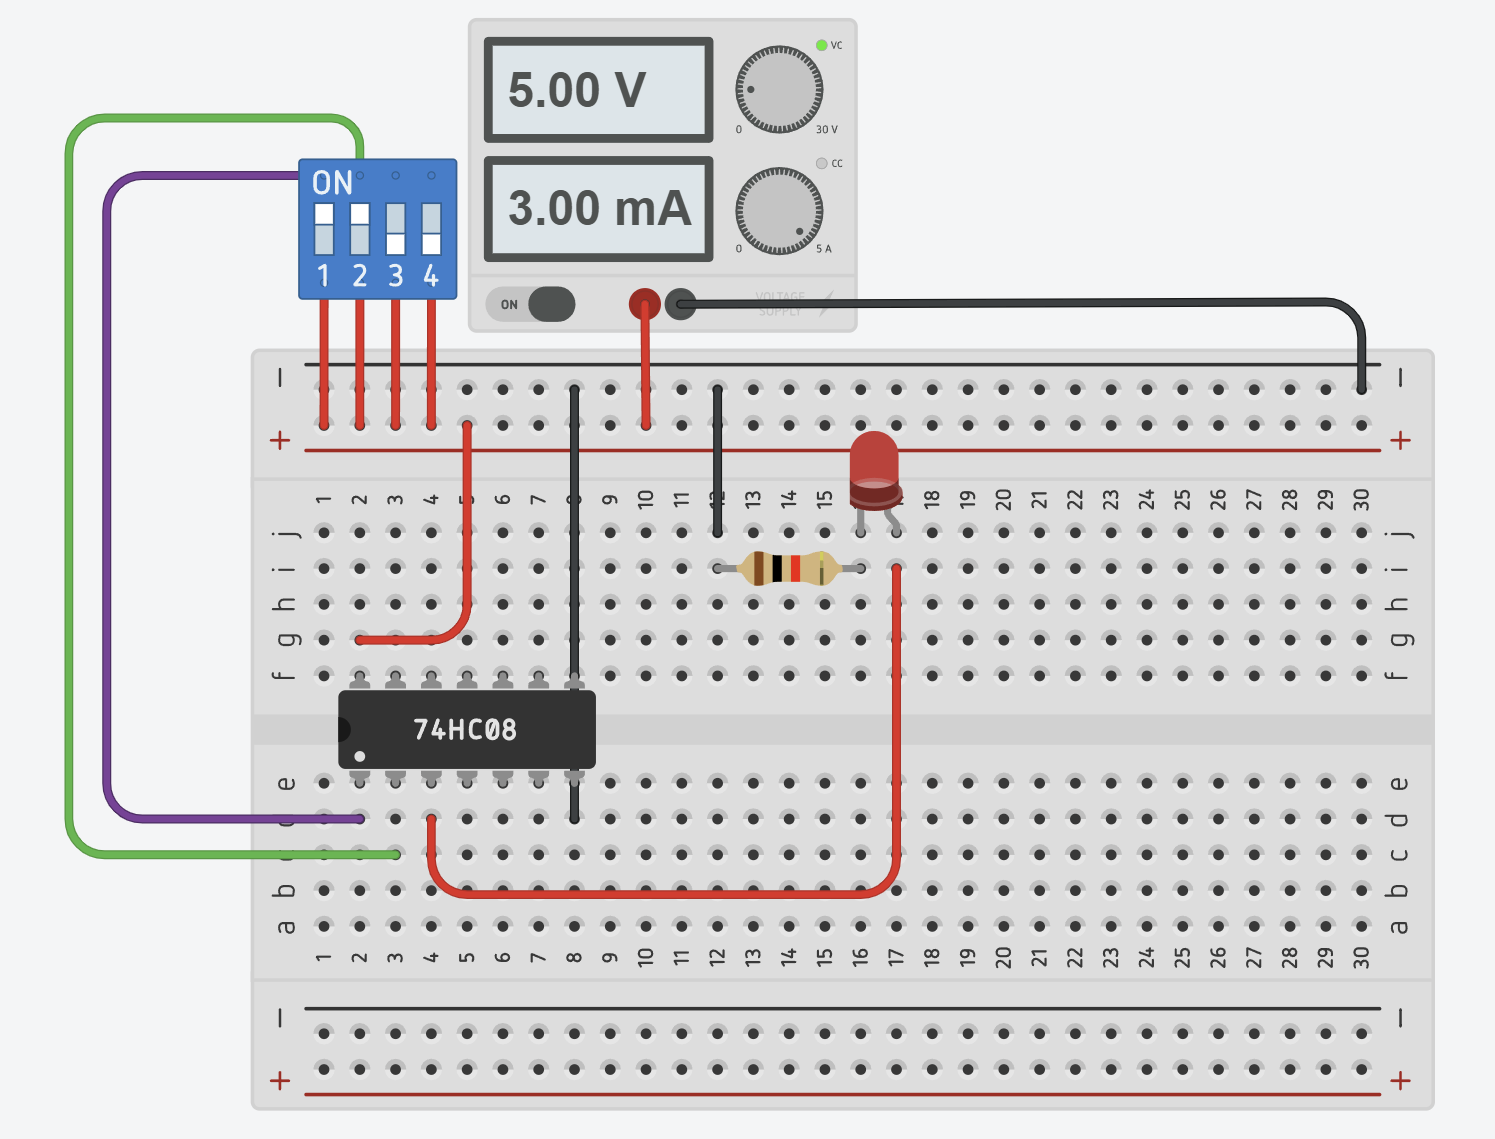 5.00 V
VC
0
30 V
3.00 mA
CC
0
5 A
ON
1 2 3 4
ON
VOLTAGE
SUPPLY
− −
+ +
1 2 3 4 5 6 7 8 9 10 11 12 13 14 15 18 19 20 21 22 23 24 25 26 27 28 29 30
j j
i i
h h
g g
f f
74HC08
e e
d
c
b b
a a
1 2 3 4 5 6 7 8 9 10 11 12 13 14 15 16 17 18 19 20 21 22 23 24 25 26 27 28 29 30
− −
+ +